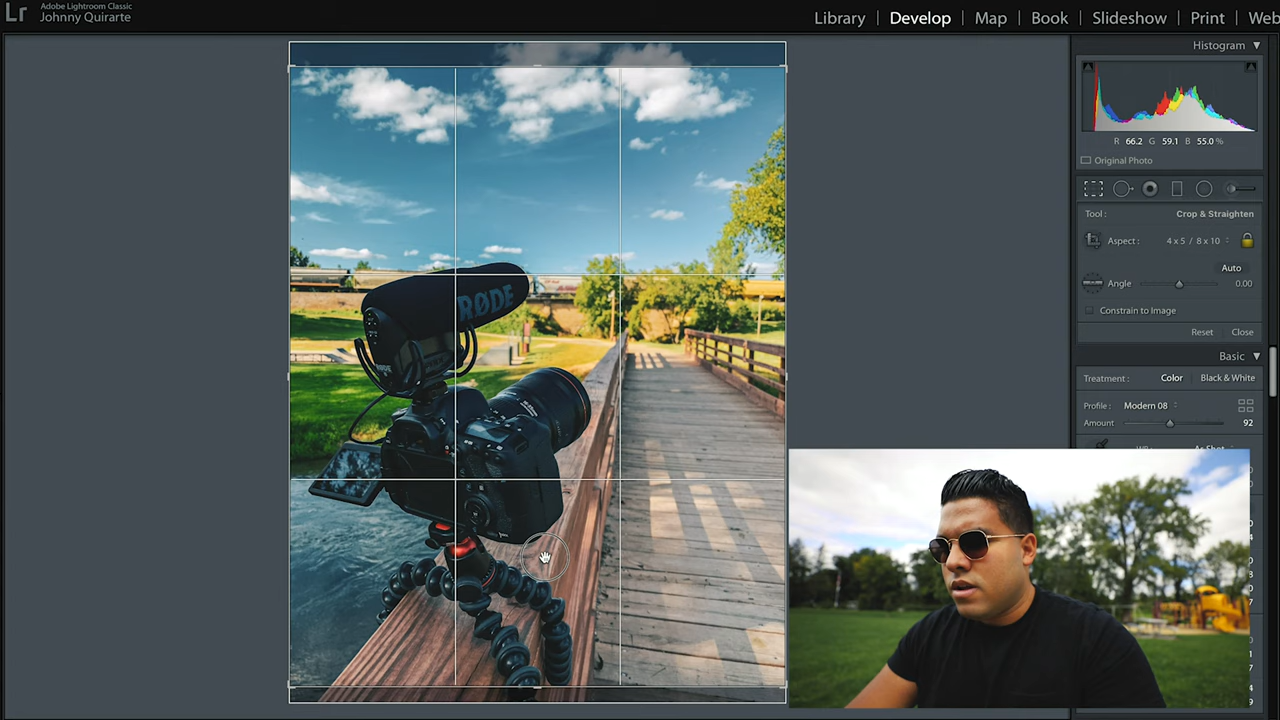 Lr
Adobe Lightroom Classic
Johnny Quirarte
Library | Develop | Map | Book | Slideshow | Print | Web
Histogram
R 66.2 G 59.1 B 55.0 %
Original Photo
Tool : Crop & Straighten
Aspect : 4 x 5 / 8 x 10
Auto
Angle 0.00
Constrain to Image
Reset Close
Basic
Treatment : Color Black & White
Profile : Modern 08
Amount 92
RØDE